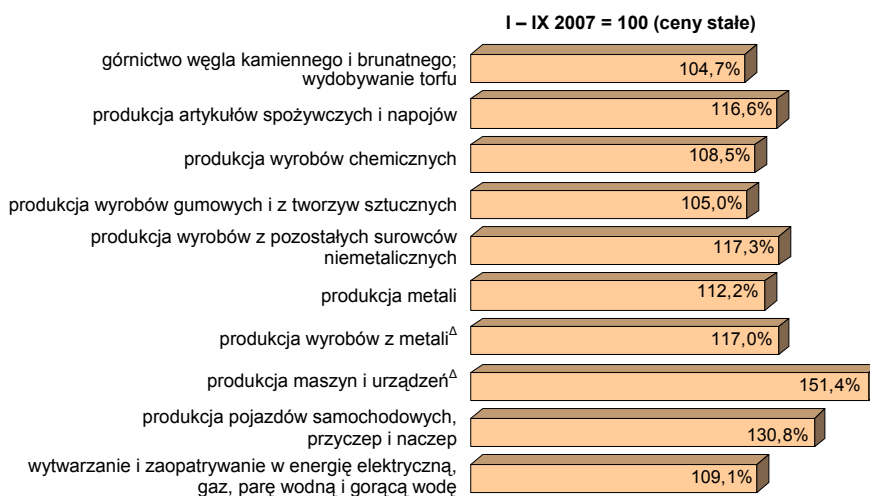 I – IX 2007 = 100 (ceny stałe)
górnictwo węgla kamiennego i brunatnego;
wydobywanie torfu
104,7%
produkcja artykułów spożywczych i napojów
116,6%
produkcja wyrobów chemicznych
108,5%
produkcja wyrobów gumowych i z tworzyw sztucznych
105,0%
produkcja wyrobów z pozostałych surowców
niemetalicznych
117,3%
produkcja metali
112,2%
produkcja wyrobów z metali^Δ
117,0%
produkcja maszyn i urządzeń^Δ
151,4%
produkcja pojazdów samochodowych,
przyczep i naczep
130,8%
wytwarzanie i zaopatrywanie w energię elektryczną,
gaz, parę wodną i gorącą wodę
109,1%